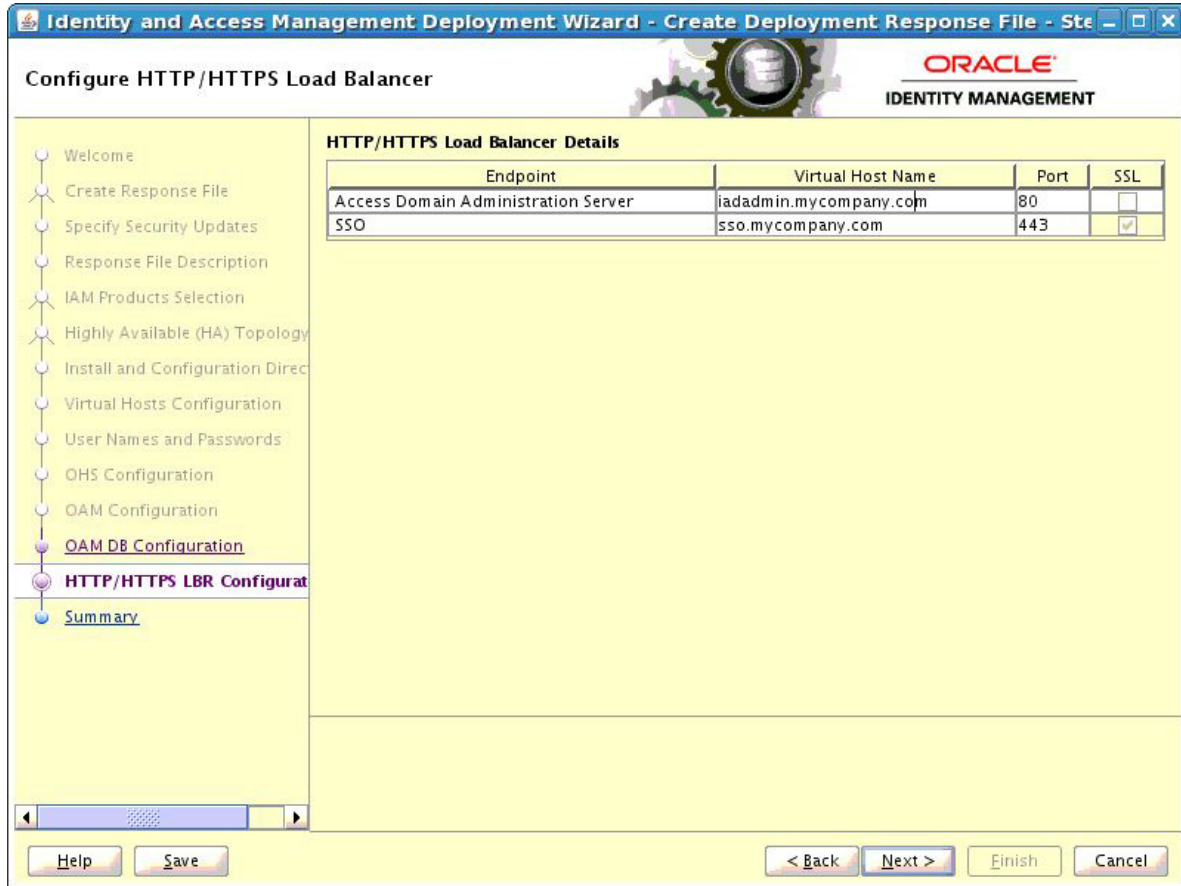 Identity and Access Management Deployment Wizard - Create Deployment Response File - Ste
Configure HTTP/HTTPS Load Balancer
ORACLE
IDENTITY MANAGEMENT
Welcome
Create Response File
Specify Security Updates
Response File Description
IAM Products Selection
Highly Available (HA) Topology
Install and Configuration Direct
Virtual Hosts Configuration
User Names and Passwords
OHS Configuration
OAM Configuration
OAM DB Configuration
HTTP/HTTPS LBR Configurat
Summary
HTTP/HTTPS Load Balancer Details
Endpoint Virtual Host Name Port SSL
Access Domain Administration Server iadadmin.mycompany.com 80
SSO sso.mycompany.com 443
Help Save < Back Next > Finish Cancel